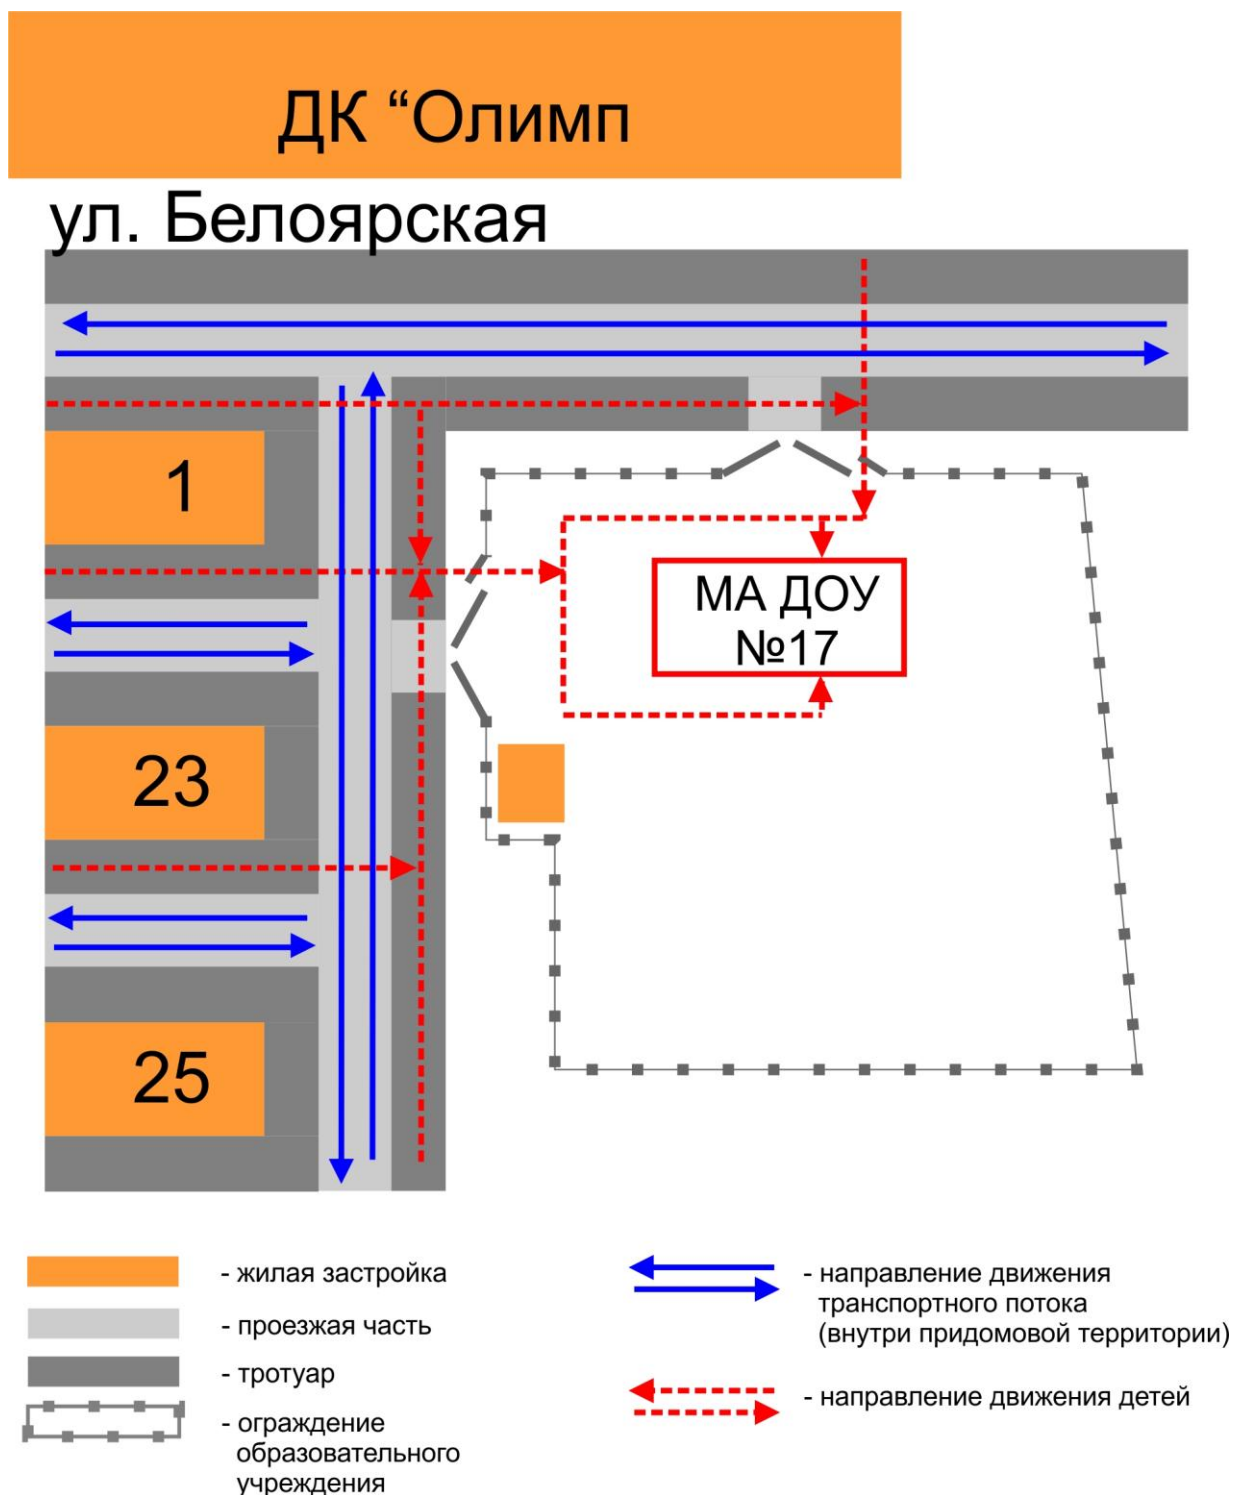 ДК “Олимп
ул. Белоярская
1
МА ДОУ
№17
23
25
- жилая застройка
- проезжая часть
- тротуар
- ограждение
образовательного
учреждения
- направление движения
транспортного потока
(внутри придомовой территории)
- направление движения детей